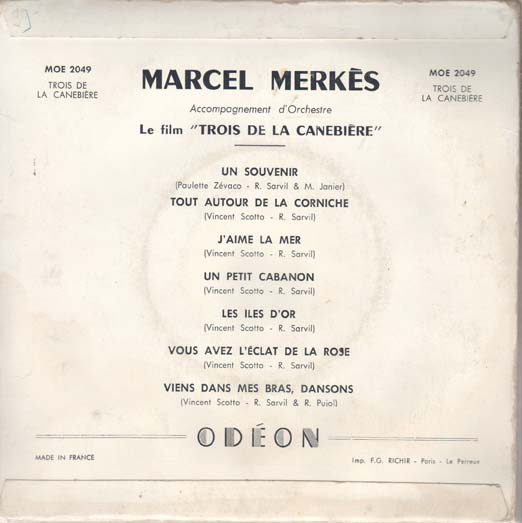 MOE 2049
TROIS DE
LA CANEBIÈRE
MARCEL MERKÈS
MOE 2049
TROIS DE
LA CANEBIÈRE
Accompagnement d'Orchestre
Le film "TROIS DE LA CANEBIÈRE"
UN SOUVENIR
(Paulette Zévaco - R. Sarvil & M. Janier)
TOUT AUTOUR DE LA CORNICHE
(Vincent Scotto - R. Sarvil)
J'AIME LA MER
(Vincent Scotto - R. Sarvil)
UN PETIT CABANON
(Vincent Scotto - R. Sarvil)
LES ILES D'OR
(Vincent Scotto - R. Sarvil)
VOUS AVEZ L'ÉCLAT DE LA ROSE
(Vincent Scotto - R. Sarvil)
VIENS DANS MES BRAS, DANSONS
(Vincent Scotto - R. Sarvil & R. Pujol)
ODÉON
MADE IN FRANCE
Imp. F.G. RICHIR - Paris - Le Perreux